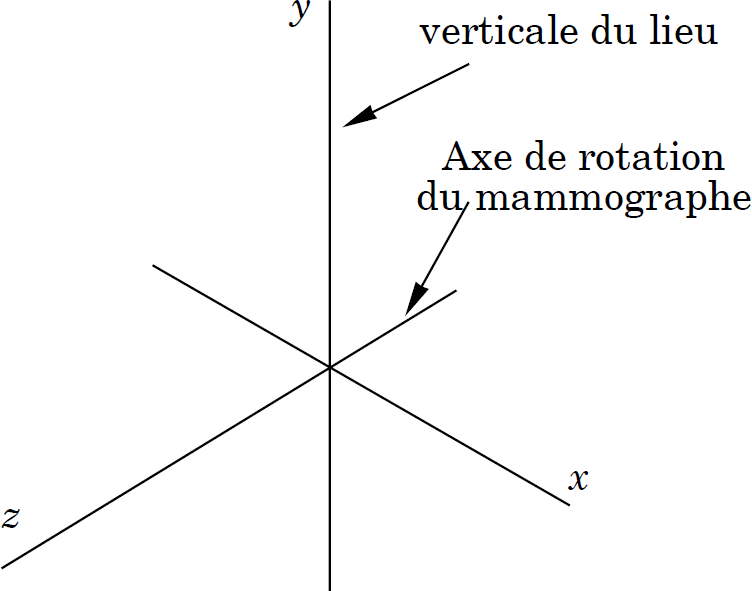 y
verticale du lieu
Axe de rotation
du mammographe
x
z